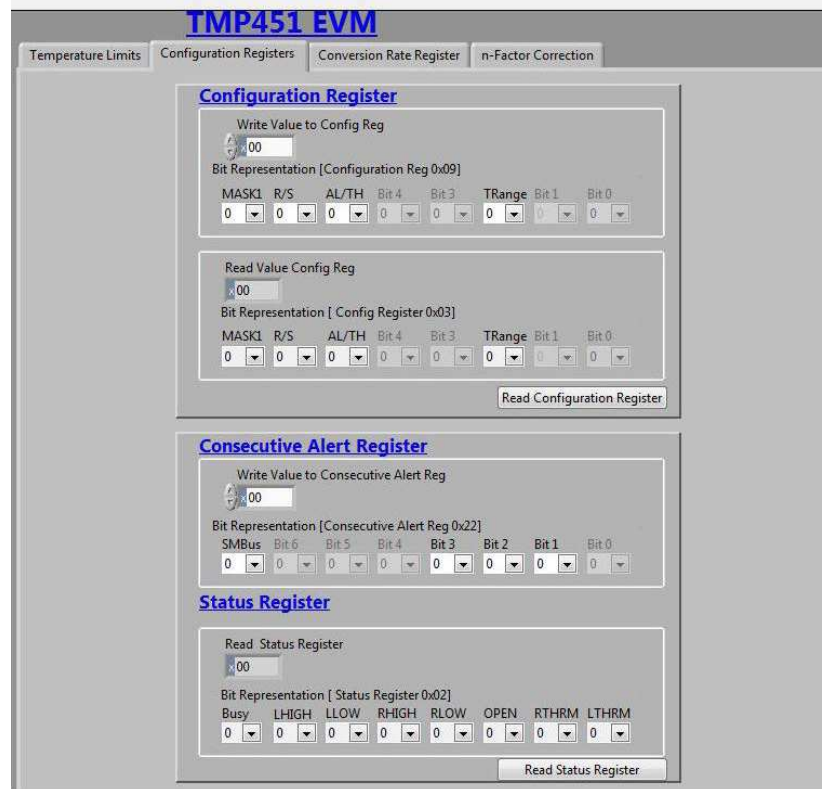 TMP451 EVM
Temperature Limits Configuration Registers Conversion Rate Register n-Factor Correction
Configuration Register
Write Value to Config Reg
x00
Bit Representation [Configuration Reg 0x09]
MASK1 R/S AL/TH Bit 4 Bit 3 TRange Bit 1 Bit 0
0 0 0 0 0 0 0 0
Read Value Config Reg
x00
Bit Representation [ Config Register 0x03]
MASK1 R/S AL/TH Bit 4 Bit 3 TRange Bit 1 Bit 0
0 0 0 0 0 0 0 0
Read Configuration Register
Consecutive Alert Register
Write Value to Consecutive Alert Reg
x00
Bit Representation [Consecutive Alert Reg 0x22]
SMBus Bit 6 Bit 5 Bit 4 Bit 3 Bit 2 Bit 1 Bit 0
0 0 0 0 0 0 0 0
Status Register
Read Status Register
x00
Bit Representation [ Status Register 0x02]
Busy LHIGH LLOW RHIGH RLOW OPEN RTHRM LTHRM
0 0 0 0 0 0 0 0
Read Status Register